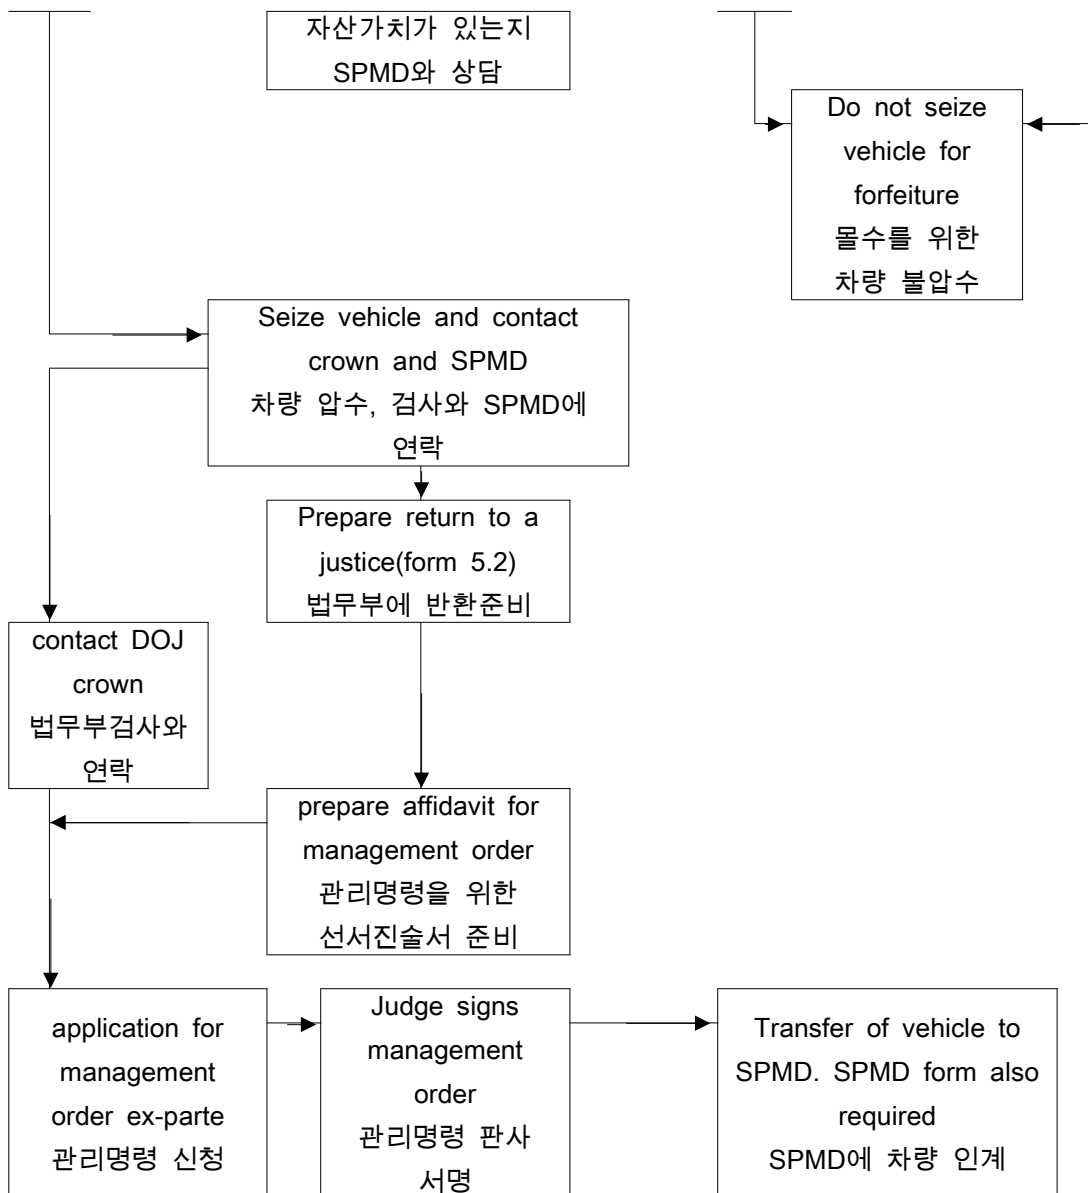 자산가치가 있는지
SPMD와 상담
Do not seize
vehicle for
forfeiture
몰수를 위한
차량 불압수
Seize vehicle and contact
crown and SPMD
차량 압수, 검사와 SPMD에
연락
Prepare return to a
justice(form 5.2)
법무부에 반환준비
contact DOJ
crown
법무부검사와
연락
prepare affidavit for
management order
관리명령을 위한
선서진술서 준비
application for
management
order ex-parte
관리명령 신청
Judge signs
management
order
관리명령 판사
서명
Transfer of vehicle to
SPMD. SPMD form also
required
SPMD에 차량 인계